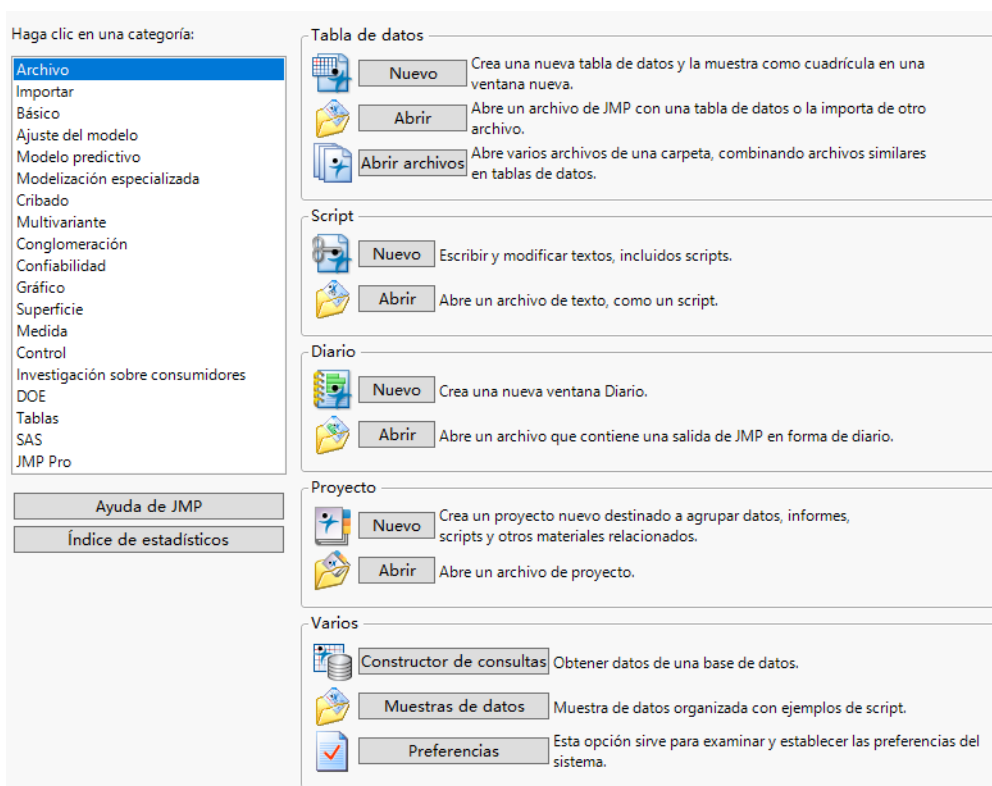 Haga clic en una categoría:
Archivo
Importar
Básico
Ajuste del modelo
Modelo predictivo
Modelización especializada
Cribado
Multivariante
Conglomeración
Confiabilidad
Gráfico
Superficie
Medida
Control
Investigación sobre consumidores
DOE
Tablas
SAS
JMP Pro
Ayuda de JMP
Índice de estadísticos
Tabla de datos
Nuevo
Crea una nueva tabla de datos y la muestra como cuadrícula en una
ventana nueva.
Abrir
Abre un archivo de JMP con una tabla de datos o la importa de otro
archivo.
Abrir archivos
Abre varios archivos de una carpeta, combinando archivos similares
en tablas de datos.
Script
Nuevo
Escribir y modificar textos, incluidos scripts.
Abrir
Abre un archivo de texto, como un script.
Diario
Nuevo
Crea una nueva ventana Diario.
Abrir
Abre un archivo que contiene una salida de JMP en forma de diario.
Proyecto
Nuevo
Crea un proyecto nuevo destinado a agrupar datos, informes,
scripts y otros materiales relacionados.
Abrir
Abre un archivo de proyecto.
Varios
Constructor de consultas
Obtener datos de una base de datos.
Muestras de datos
Muestra de datos organizada con ejemplos de script.
Preferencias
Esta opción sirve para examinar y establecer las preferencias del
sistema.